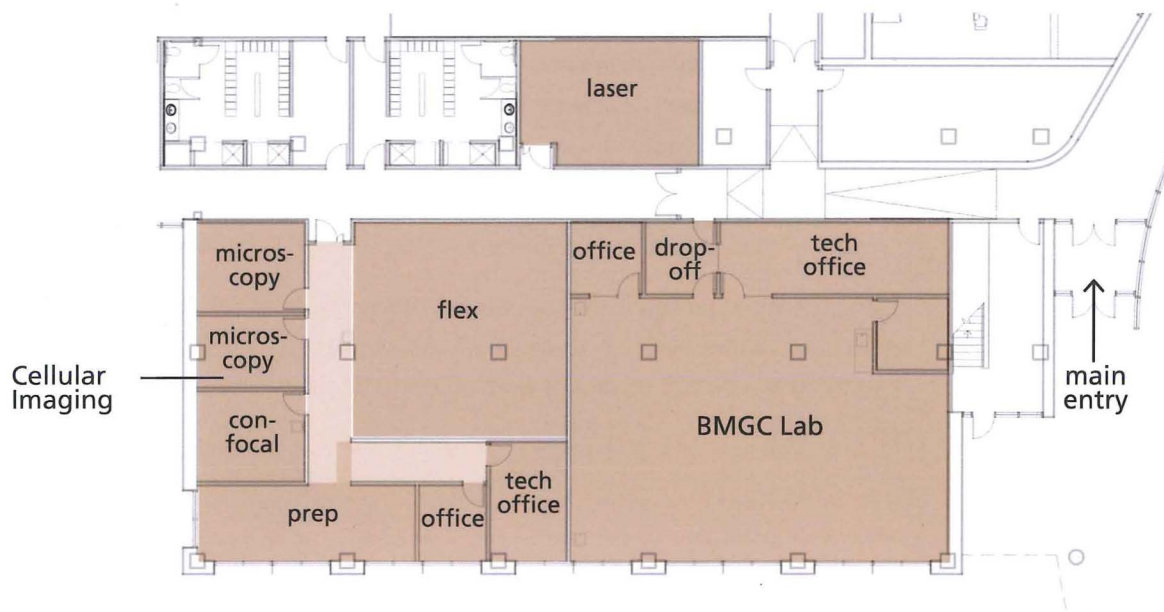 laser
micros-
copy
office
drop-
off
tech
office
flex
micros-
copy
Cellular
Imaging
main
entry
con-
focal
BMGC Lab
prep
office
tech
office